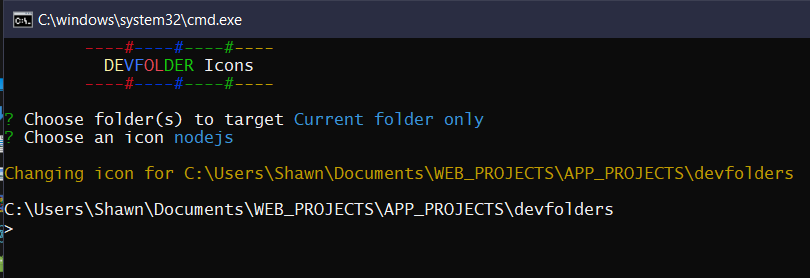 C:\windows\system32\cmd.exe
----#----#----#----
DEVFOLDER Icons
----#----#----#----
? Choose folder(s) to target Current folder only
? Choose an icon nodejs
Changing icon for C:\Users\Shawn\Documents\WEB_PROJECTS\APP_PROJECTS\devfolders
C:\Users\Shawn\Documents\WEB_PROJECTS\APP_PROJECTS\devfolders
>